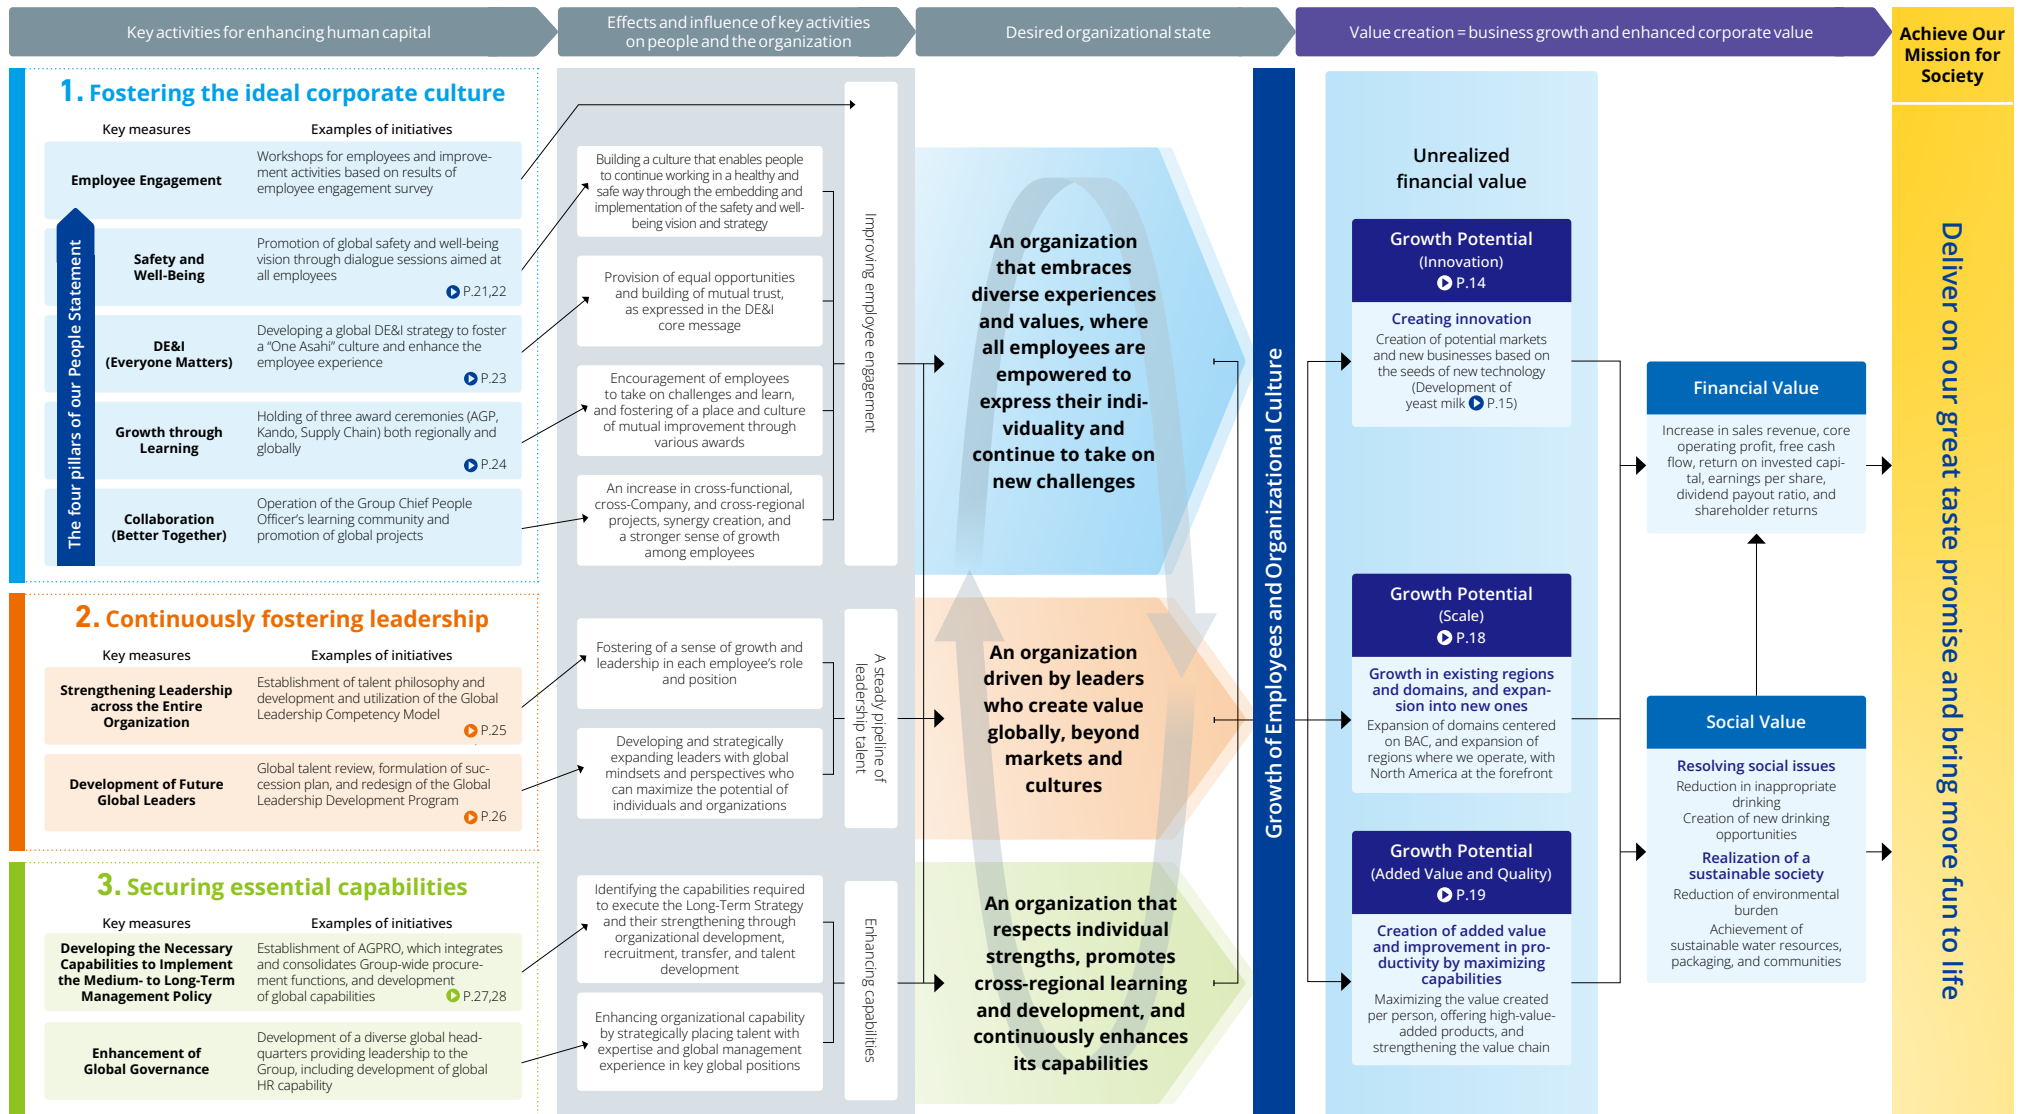 Key activities for enhancing human capital
Effects and influence of key activities
on people and the organization
Desired organizational state
Value creation = business growth and enhanced corporate value
Achieve Our
Mission for
Society
1. Fostering the ideal corporate culture
Key measures
Examples of initiatives
Employee Engagement
Workshops for employees and improve-
ment activities based on results of
employee engagement survey
The four pillars of our People Statement
Safety and
Well-Being
Promotion of global safety and well-being
vision through dialogue sessions aimed at
all employees
P.21,22
DE&I
(Everyone Matters)
Developing a global DE&I strategy to foster
a “One Asahi” culture and enhance the
employee experience
P.23
Growth through
Learning
Holding of three award ceremonies (AGP,
Kando, Supply Chain) both regionally and
globally
P.24
Collaboration
(Better Together)
Operation of the Group Chief People
Officer’s learning community and
promotion of global projects
2. Continuously fostering leadership
Key measures
Examples of initiatives
Strengthening Leadership
across the Entire
Organization
Establishment of talent philosophy and
development and utilization of the Global
Leadership Competency Model
P.25
Development of Future
Global Leaders
Global talent review, formulation of suc-
cession plan, and redesign of the Global
Leadership Development Program
P.26
3. Securing essential capabilities
Key measures
Examples of initiatives
Developing the Necessary
Capabilities to Implement
the Medium- to Long-Term
Management Policy
Establishment of AGPRO, which integrates
and consolidates Group-wide procure-
ment functions, and development
of global capabilities
P.27,28
Enhancement of
Global Governance
Development of a diverse global head-
quarters providing leadership to the
Group, including development of global
HR capability
Building a culture that enables people
to continue working in a healthy and
safe way through the embedding and
implementation of the safety and well-
being vision and strategy
Provision of equal opportunities
and building of mutual trust,
as expressed in the DE&I
core message
Encouragement of employees
to take on challenges and learn,
and fostering of a place and culture
of mutual improvement through
various awards
An increase in cross-functional,
cross-Company, and cross-regional
projects, synergy creation, and
a stronger sense of growth
among employees
Improving employee engagement
Fostering of a sense of growth and
leadership in each employee’s role
and position
Developing and strategically
expanding leaders with global
mindsets and perspectives who
can maximize the potential of
individuals and organizations
A steady pipeline of
leadership talent
Identifying the capabilities required
to execute the Long-Term Strategy
and their strengthening through
organizational development,
recruitment, transfer, and talent
development
Enhancing organizational capability
by strategically placing talent with
expertise and global management
experience in key global positions
Enhancing capabilities
An organization
that embraces
diverse experiences
and values, where
all employees are
empowered to
express their indi-
viduality and
continue to take on
new challenges
An organization
driven by leaders
who create value
globally, beyond
markets and
cultures
An organization that
respects individual
strengths, promotes
cross-regional learning
and development, and
continuously enhances
its capabilities
Growth of Employees and Organizational Culture
Unrealized
financial value
Growth Potential
(Innovation)
P.14
Creating innovation
Creation of potential markets
and new businesses based on
the seeds of new technology
(Development of
yeast milk P.15)
Growth Potential
(Scale)
P.18
Growth in existing regions
and domains, and expan-
sion into new ones
Expansion of domains centered
on BAC, and expansion of
regions where we operate, with
North America at the forefront
Growth Potential
(Added Value and Quality)
P.19
Creation of added value
and improvement in pro-
ductivity by maximizing
capabilities
Maximizing the value created
per person, offering high-value-
added products, and
strengthening the value chain
Financial Value
Increase in sales revenue, core
operating profit, free cash
flow, return on invested capi-
tal, earnings per share,
dividend payout ratio, and
shareholder returns
Social Value
Resolving social issues
Reduction in inappropriate
drinking
Creation of new drinking
opportunities
Realization of a
sustainable society
Reduction of environmental
burden
Achievement of
sustainable water resources,
packaging, and communities
Deliver on our great taste promise and bring more fun to life